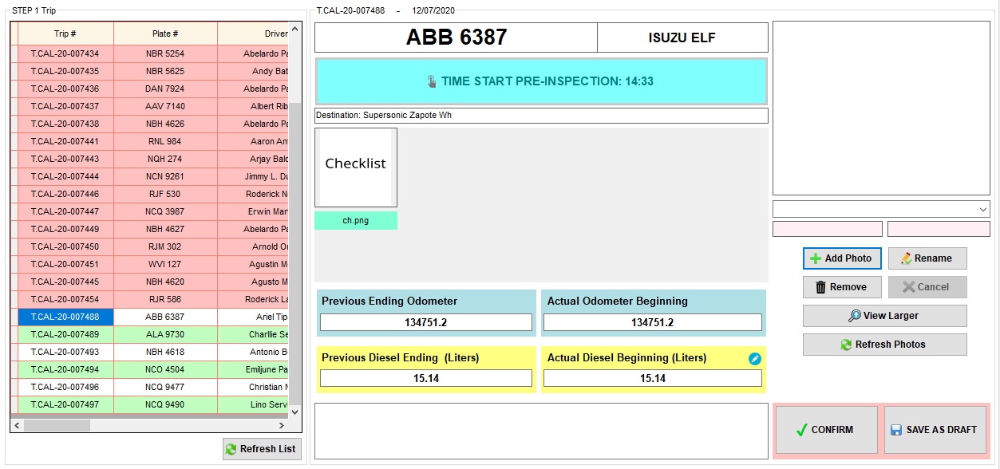 STEP 1 Trip
Trip # Plate # Driver
T.CAL-20-007434 NBR 5254 Abelardo Pa
T.CAL-20-007435 NBR 5625 Andy Bat
T.CAL-20-007436 DAN 7924 Abelardo Pa
T.CAL-20-007437 AAV 7140 Albert Rib
T.CAL-20-007438 NBH 4626 Abelardo Pa
T.CAL-20-007441 RNL 984 Aaron An
T.CAL-20-007443 NQH 274 Arjay Balc
T.CAL-20-007444 NCN 9261 Jimmy L. Du
T.CAL-20-007446 RJF 530 Roderick N
T.CAL-20-007447 NCQ 3987 Erwin Mar
T.CAL-20-007449 NBH 4627 Abelardo Pa
T.CAL-20-007450 RJM 302 Arnold O
T.CAL-20-007451 WVI 127 Agustin M
T.CAL-20-007445 NBH 4620 Agusto M
T.CAL-20-007454 RJR 586 Roderick La
T.CAL-20-007488 ABB 6387 Ariel Tip
T.CAL-20-007489 ALA 9730 Charllie Se
T.CAL-20-007493 NBH 4618 Antonio B
T.CAL-20-007494 NCO 4504 Emiljune Pa
T.CAL-20-007496 NCQ 9477 Christian N
T.CAL-20-007497 NCQ 9490 Lino Serv
Refresh List
T.CAL-20-007488 - 12/07/2020
ABB 6387 ISUZU ELF
TIME START PRE-INSPECTION: 14:33
Destination: Supersonic Zapote Wh
Checklist
ch.png
Previous Ending Odometer Actual Odometer Beginning
134751.2 134751.2
Previous Diesel Ending (Liters) Actual Diesel Beginning (Liters)
15.14 15.14
Add Photo Rename
Remove Cancel
View Larger
Refresh Photos
CONFIRM SAVE AS DRAFT